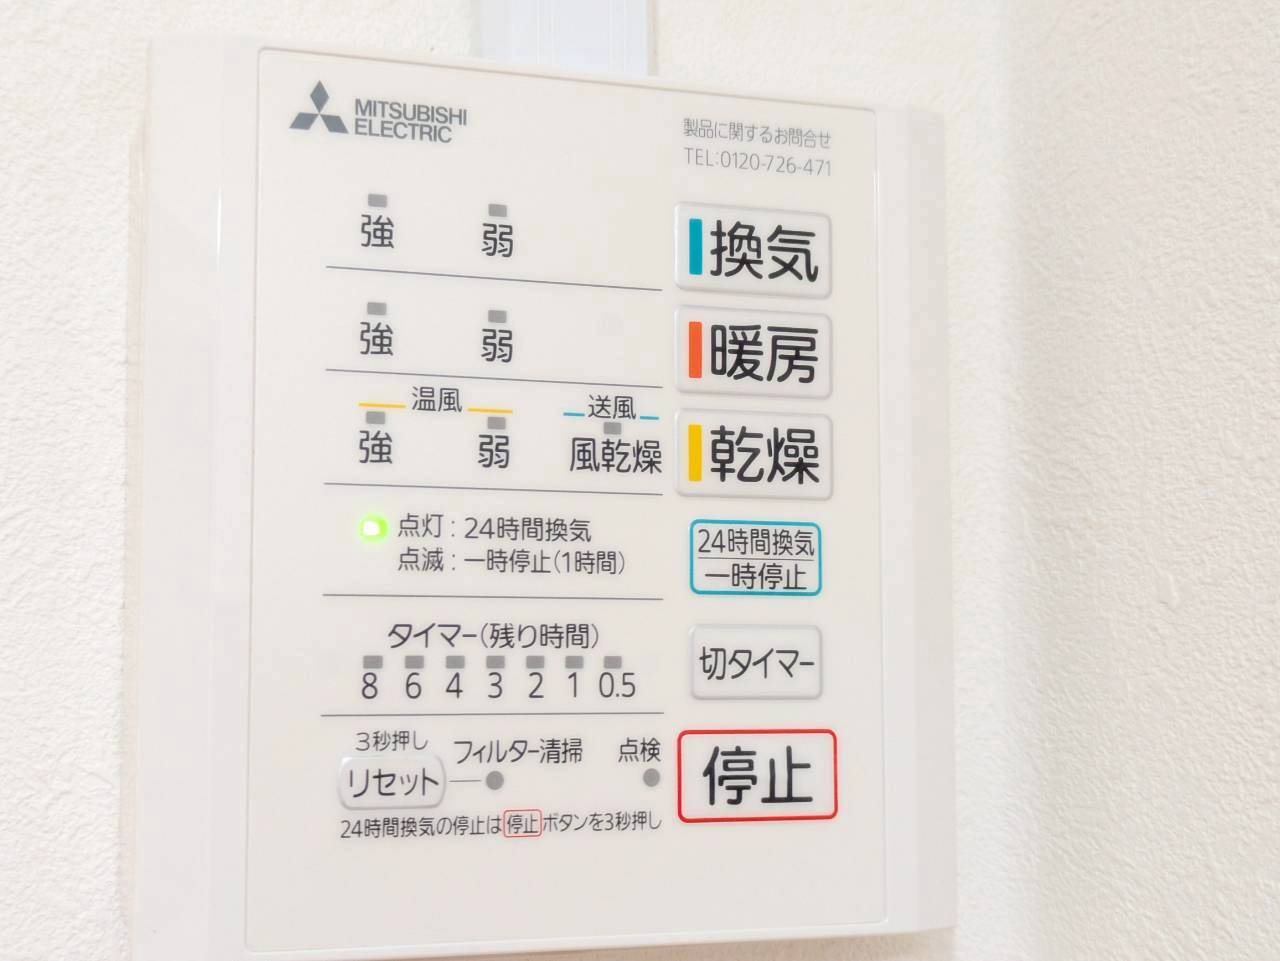 MITSUBISHI
ELECTRIC
製品に関するお問合せ
TEL:0120-726-471
強 弱
換気
強 弱
暖房
温風 送風
強 弱 風乾燥
乾燥
点灯：24時間換気
点滅：一時停止(1時間)
24時間換気
一時停止
タイマー(残り時間)
8 6 4 3 2 1 0.5
切タイマー
3秒押し
リセット
フィルター清掃
点検
停止
24時間換気の停止は停止ボタンを3秒押し